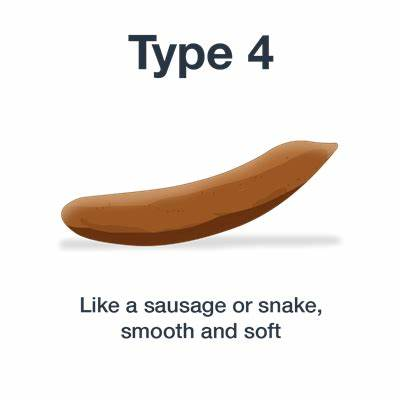 Type 4
Like a sausage or snake,
smooth and soft